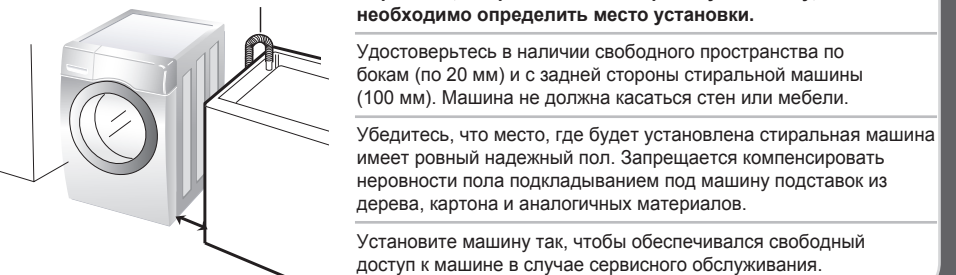 необходимо определить место установки.
Удостоверьтесь в наличии свободного пространства по
бокам (по 20 мм) и с задней стороны стиральной машины
(100 мм). Машина не должна касаться стен или мебели.
Убедитесь, что место, где будет установлена стиральная машина
имеет ровный надежный пол. Запрещается компенсировать
неровности пола подкладыванием под машину подставок из
дерева, картона и аналогичных материалов.
Установите машину так, чтобы обеспечивался свободный
доступ к машине в случае сервисного обслуживания.